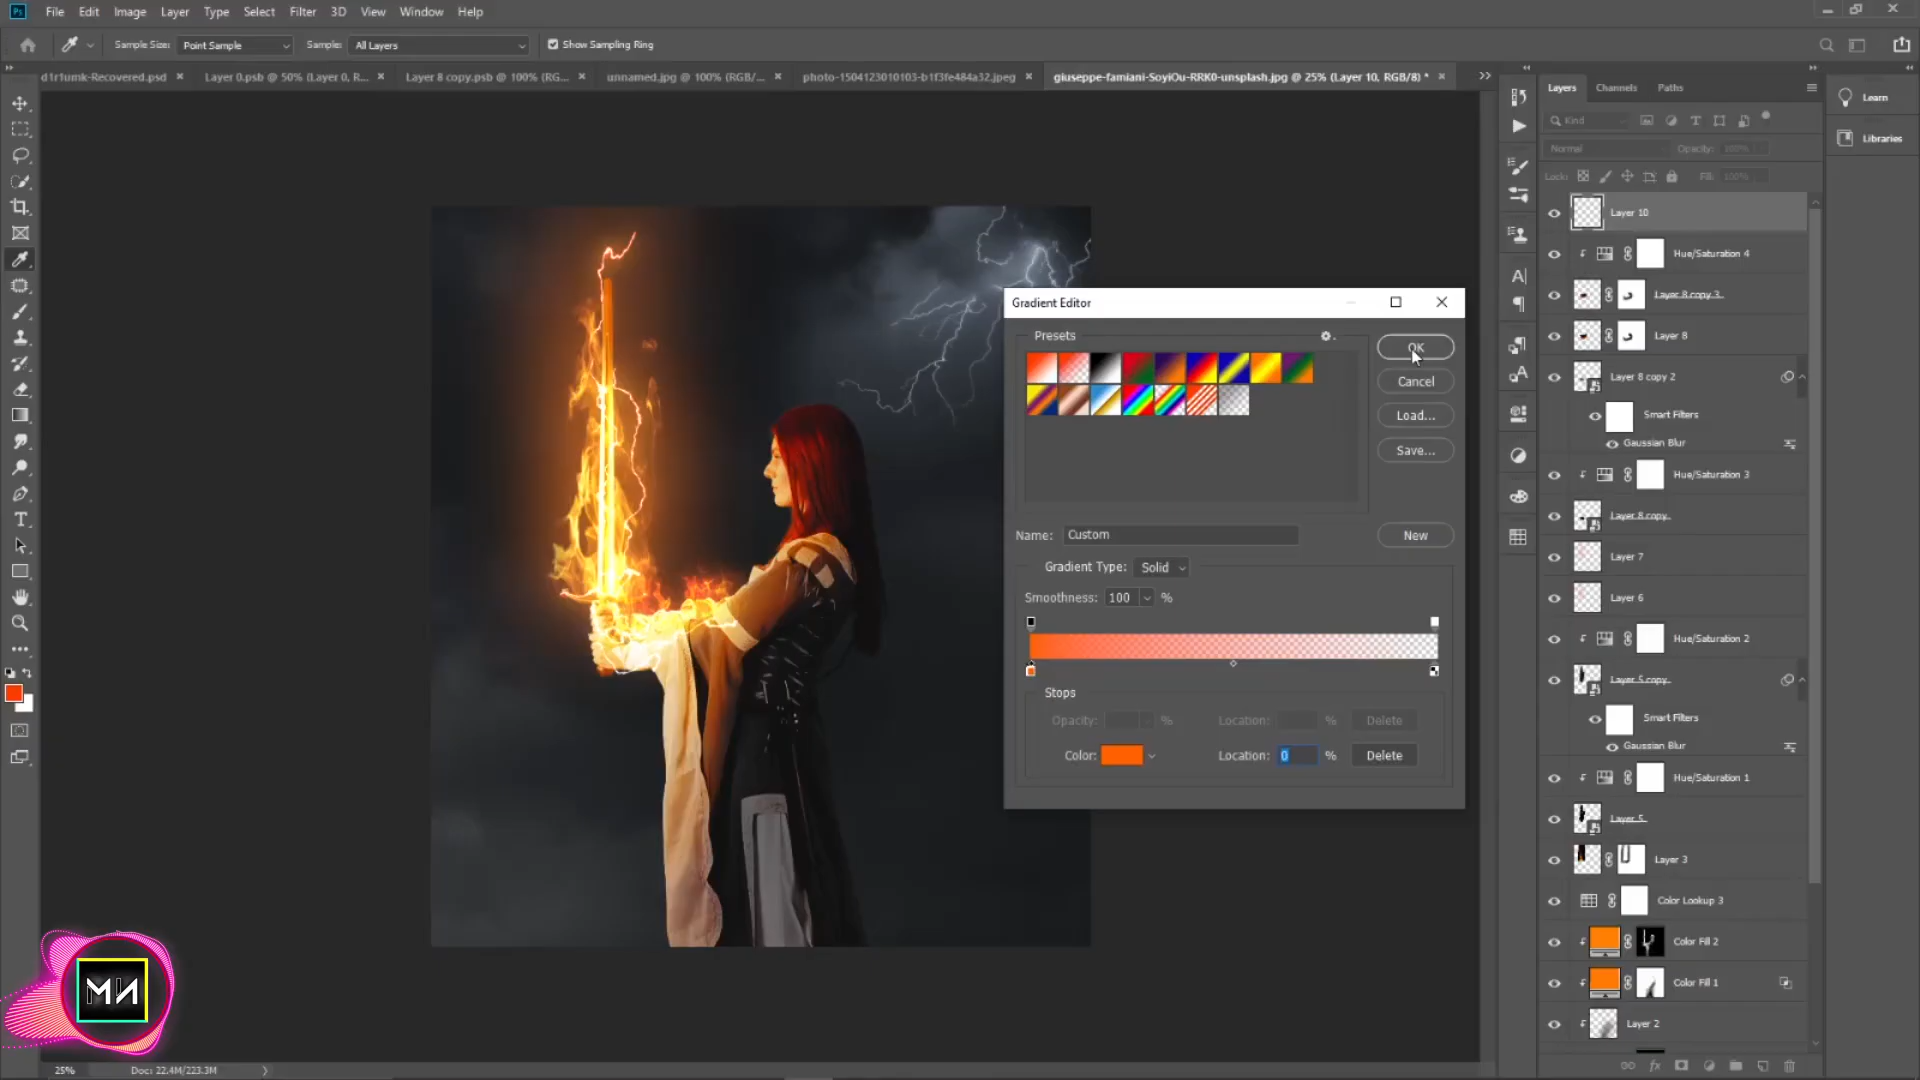 Ps File Edit Image Layer Type Select Filter 3D View Window Help
Sample Size: Point Sample Sample: All Layers Show Sampling Ring
d1r1umk-Recovered.psd × Layer 0.psb @ 50% (Layer 0, R... × Layer 8 copy.psb @ 100% (RG... × unnamed.jpg @ 100% (RGB/... × photo-1504123010103-b1f3fe484a32.jpeg × giuseppe-famiani-SoyiOu-RRK0-unsplash.jpg @ 25% (Layer 10, RGB/8) * ×
Layers Channels Paths
Learn
Libraries
Kind
Normal Opacity: 100%
Lock: Fill: 100%
Layer 10
Hue/Saturation 4
Layer 8 copy 3
Layer 8
Layer 8 copy 2
Smart Filters
Gaussian Blur
Hue/Saturation 3
Layer 8 copy
Layer 7
Layer 6
Hue/Saturation 2
Layer 5 copy
Smart Filters
Gaussian Blur
Hue/Saturation 1
Layer 5
Layer 3
Color Lookup 3
Color Fill 2
Color Fill 1
Layer 2
Gradient Editor
Presets
OK
Cancel
Load...
Save...
Name: Custom
New
Gradient Type: Solid
Smoothness: 100 %
Stops
Opacity: % Location: % Delete
Color: Location: 0 % Delete
MN
25% Doc: 22.4M/223.3M